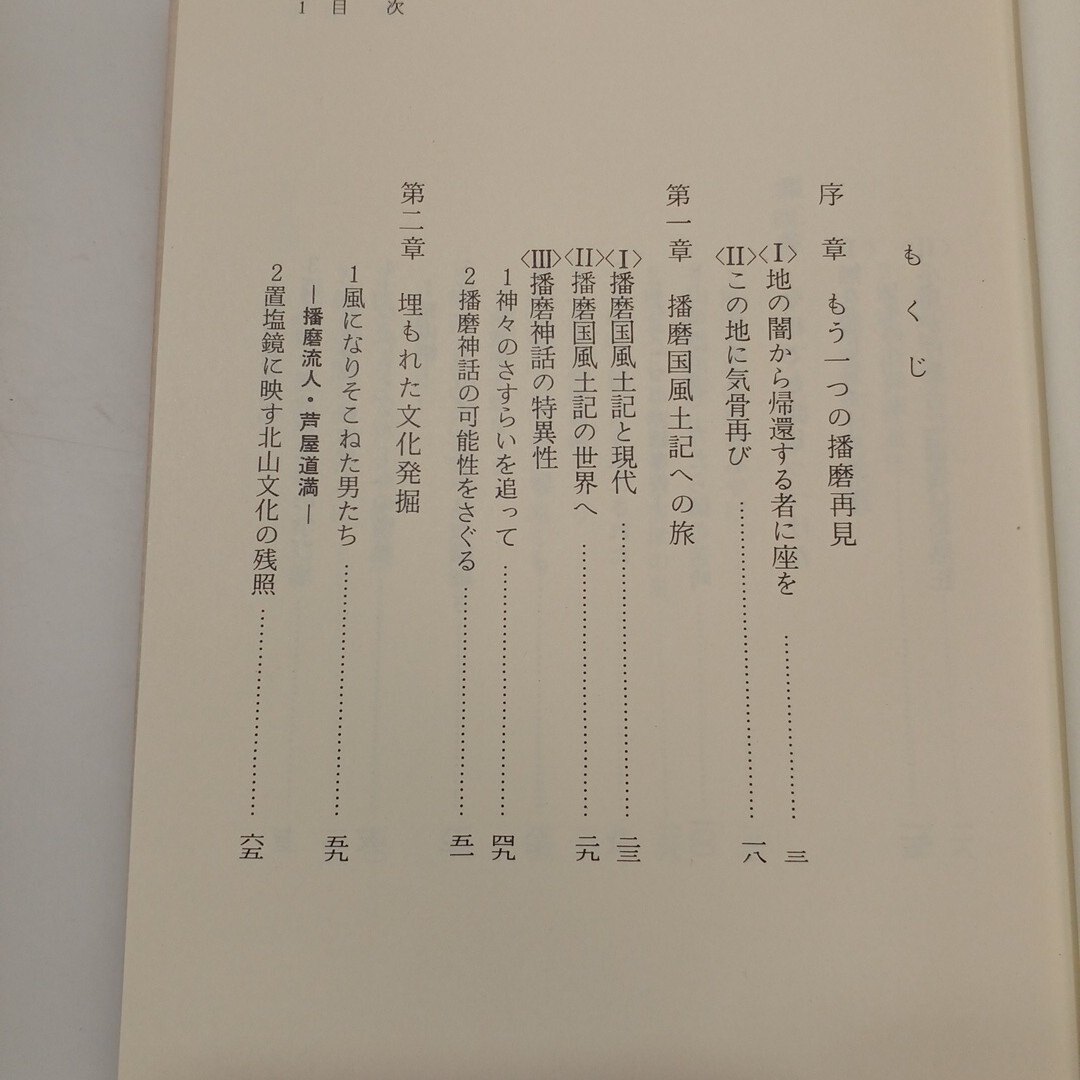 1 目 次
もくじ
序章 もう一つの播磨再見
〈Ⅰ〉地の闇から帰還する者に座を……………………三
〈Ⅱ〉この地に気骨再び……………………一八
第一章 播磨国風土記への旅
〈Ⅰ〉播磨国風土記と現代……………………二三
〈Ⅱ〉播磨国風土記の世界へ……………………二九
〈Ⅲ〉播磨神話の特異性
1神々のさすらいを追って……………………四九
2播磨神話の可能性をさぐる……………………五一
第二章 埋もれた文化発掘
1風になりそこねた男たち……………………五九
―播磨流人・芦屋道満―
2置塩鏡に映す北山文化の残照……………………六五